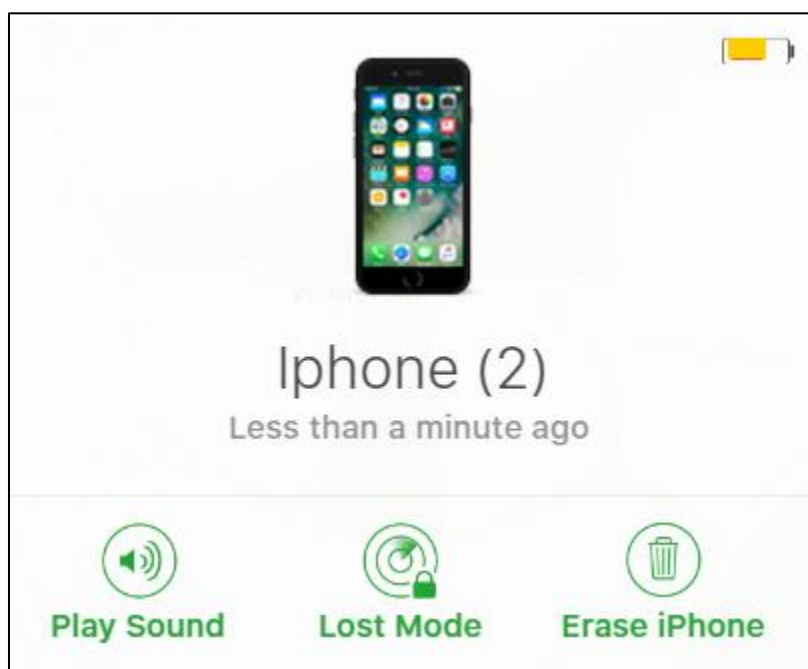 Iphone (2)
Less than a minute ago
Play Sound
Lost Mode
Erase iPhone